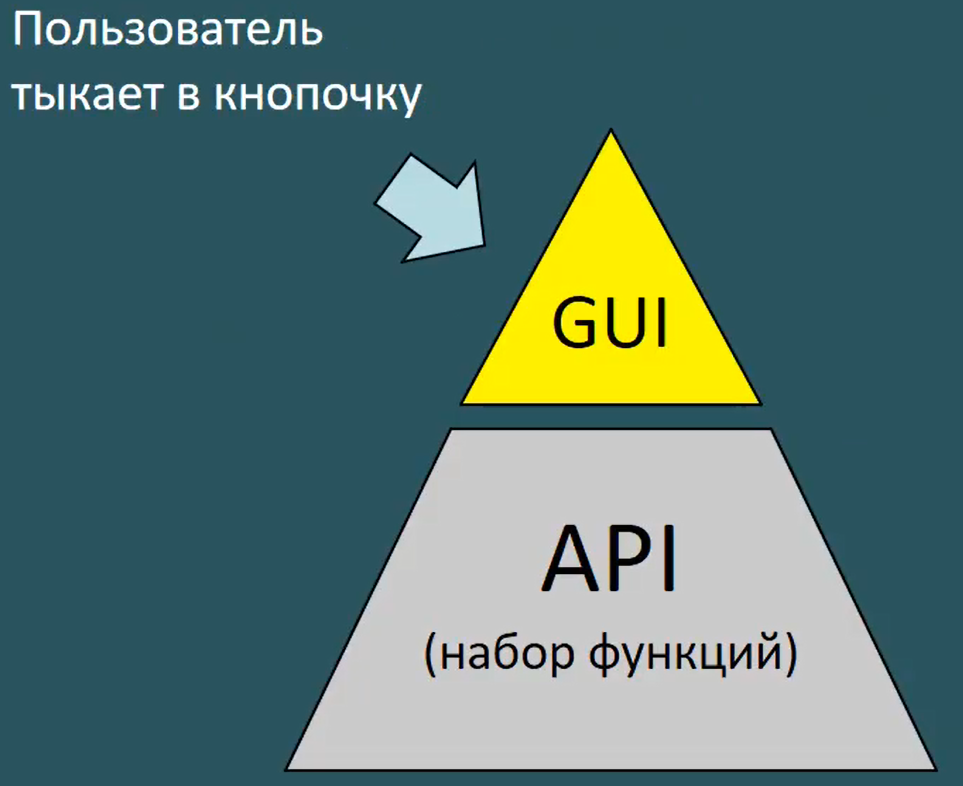 Пользователь
тыкает в кнопочку
GUI
API
(набор функций)